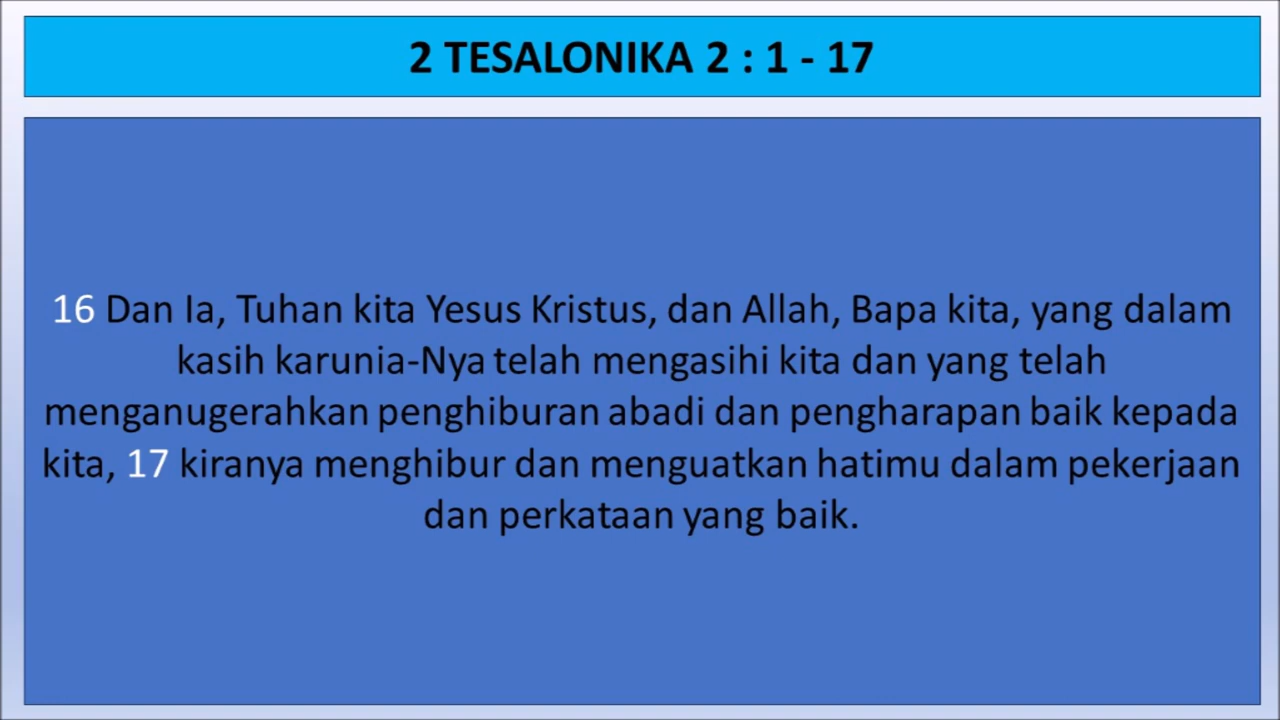 2 TESALONIKA 2 : 1 - 17
16 Dan Ia, Tuhan kita Yesus Kristus, dan Allah, Bapa kita, yang dalam
kasih karunia-Nya telah mengasihi kita dan yang telah
menganugerahkan penghiburan abadi dan pengharapan baik kepada
kita, 17 kiranya menghibur dan menguatkan hatimu dalam pekerjaan
dan perkataan yang baik.